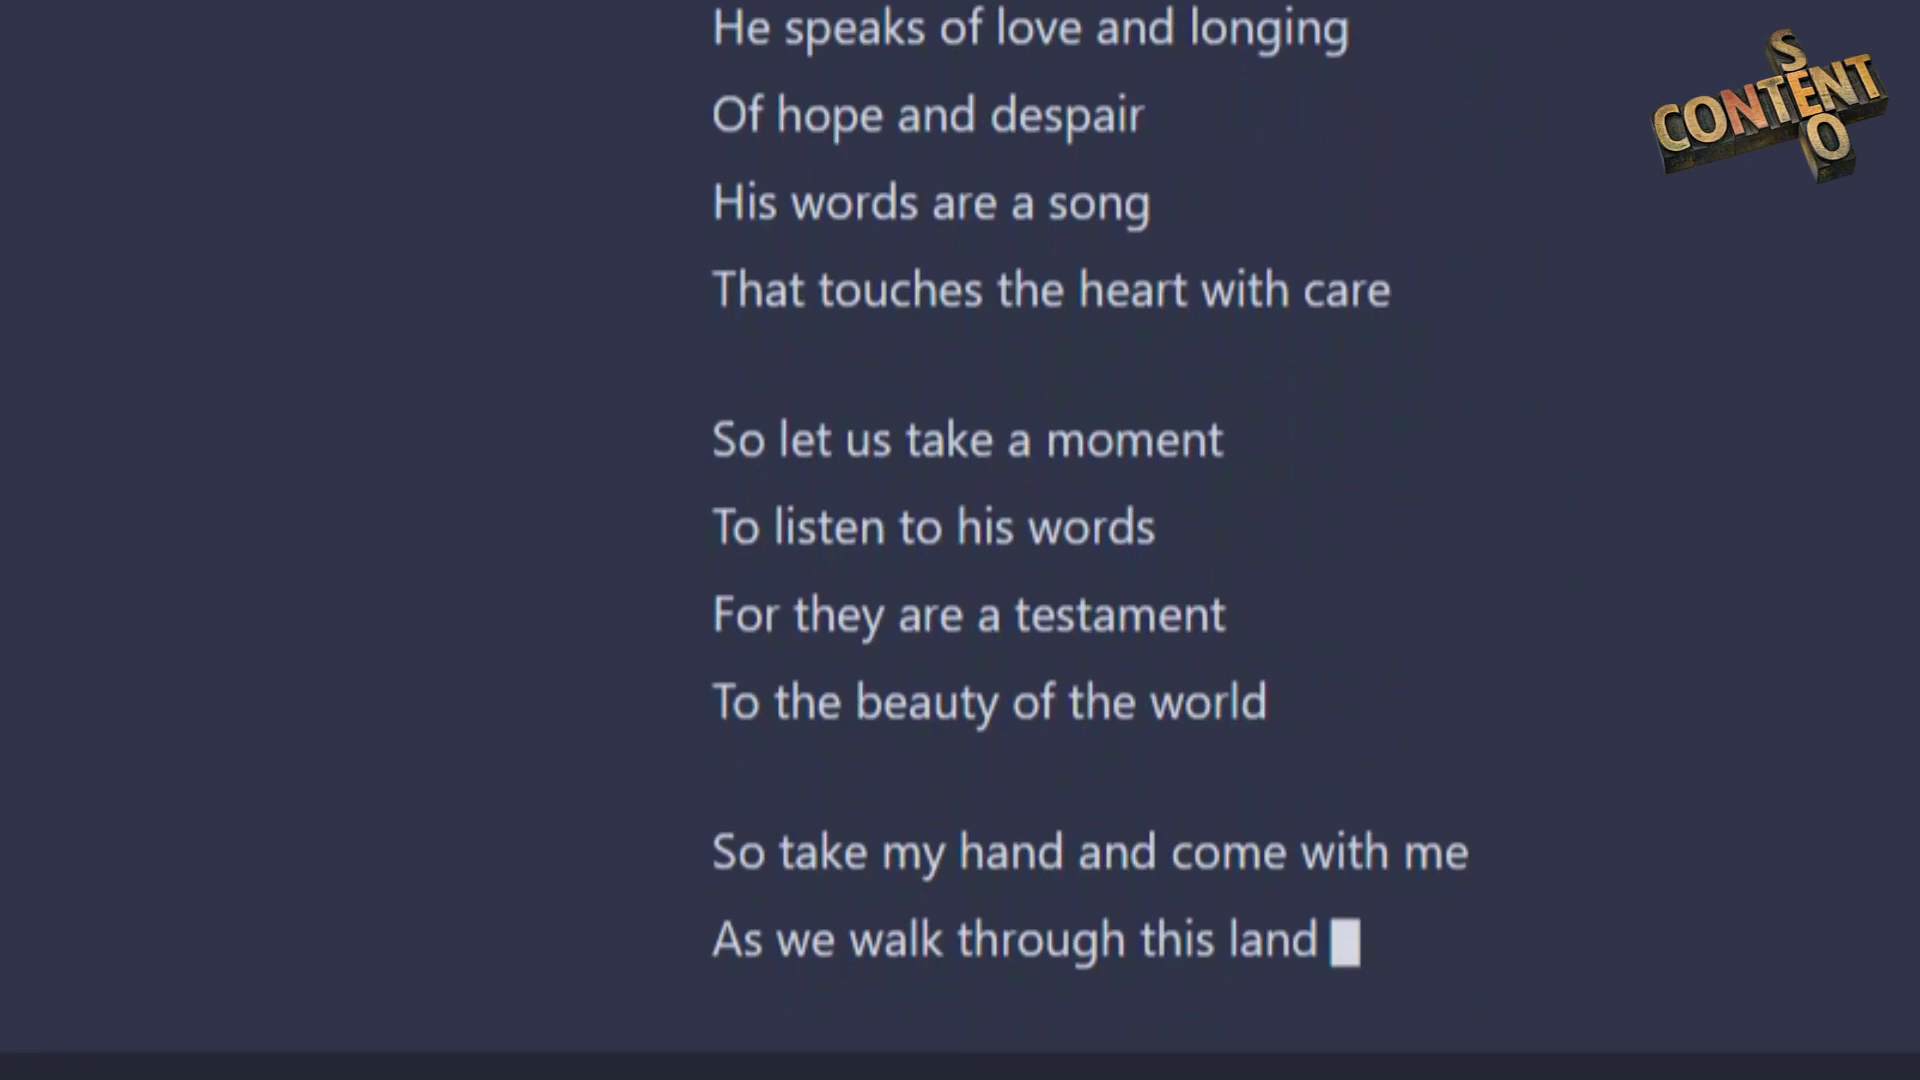 He speaks of love and longing
Of hope and despair
His words are a song
That touches the heart with care
So let us take a moment
To listen to his words
For they are a testament
To the beauty of the world
So take my hand and come with me
As we walk through this land
CONTENT
SEO